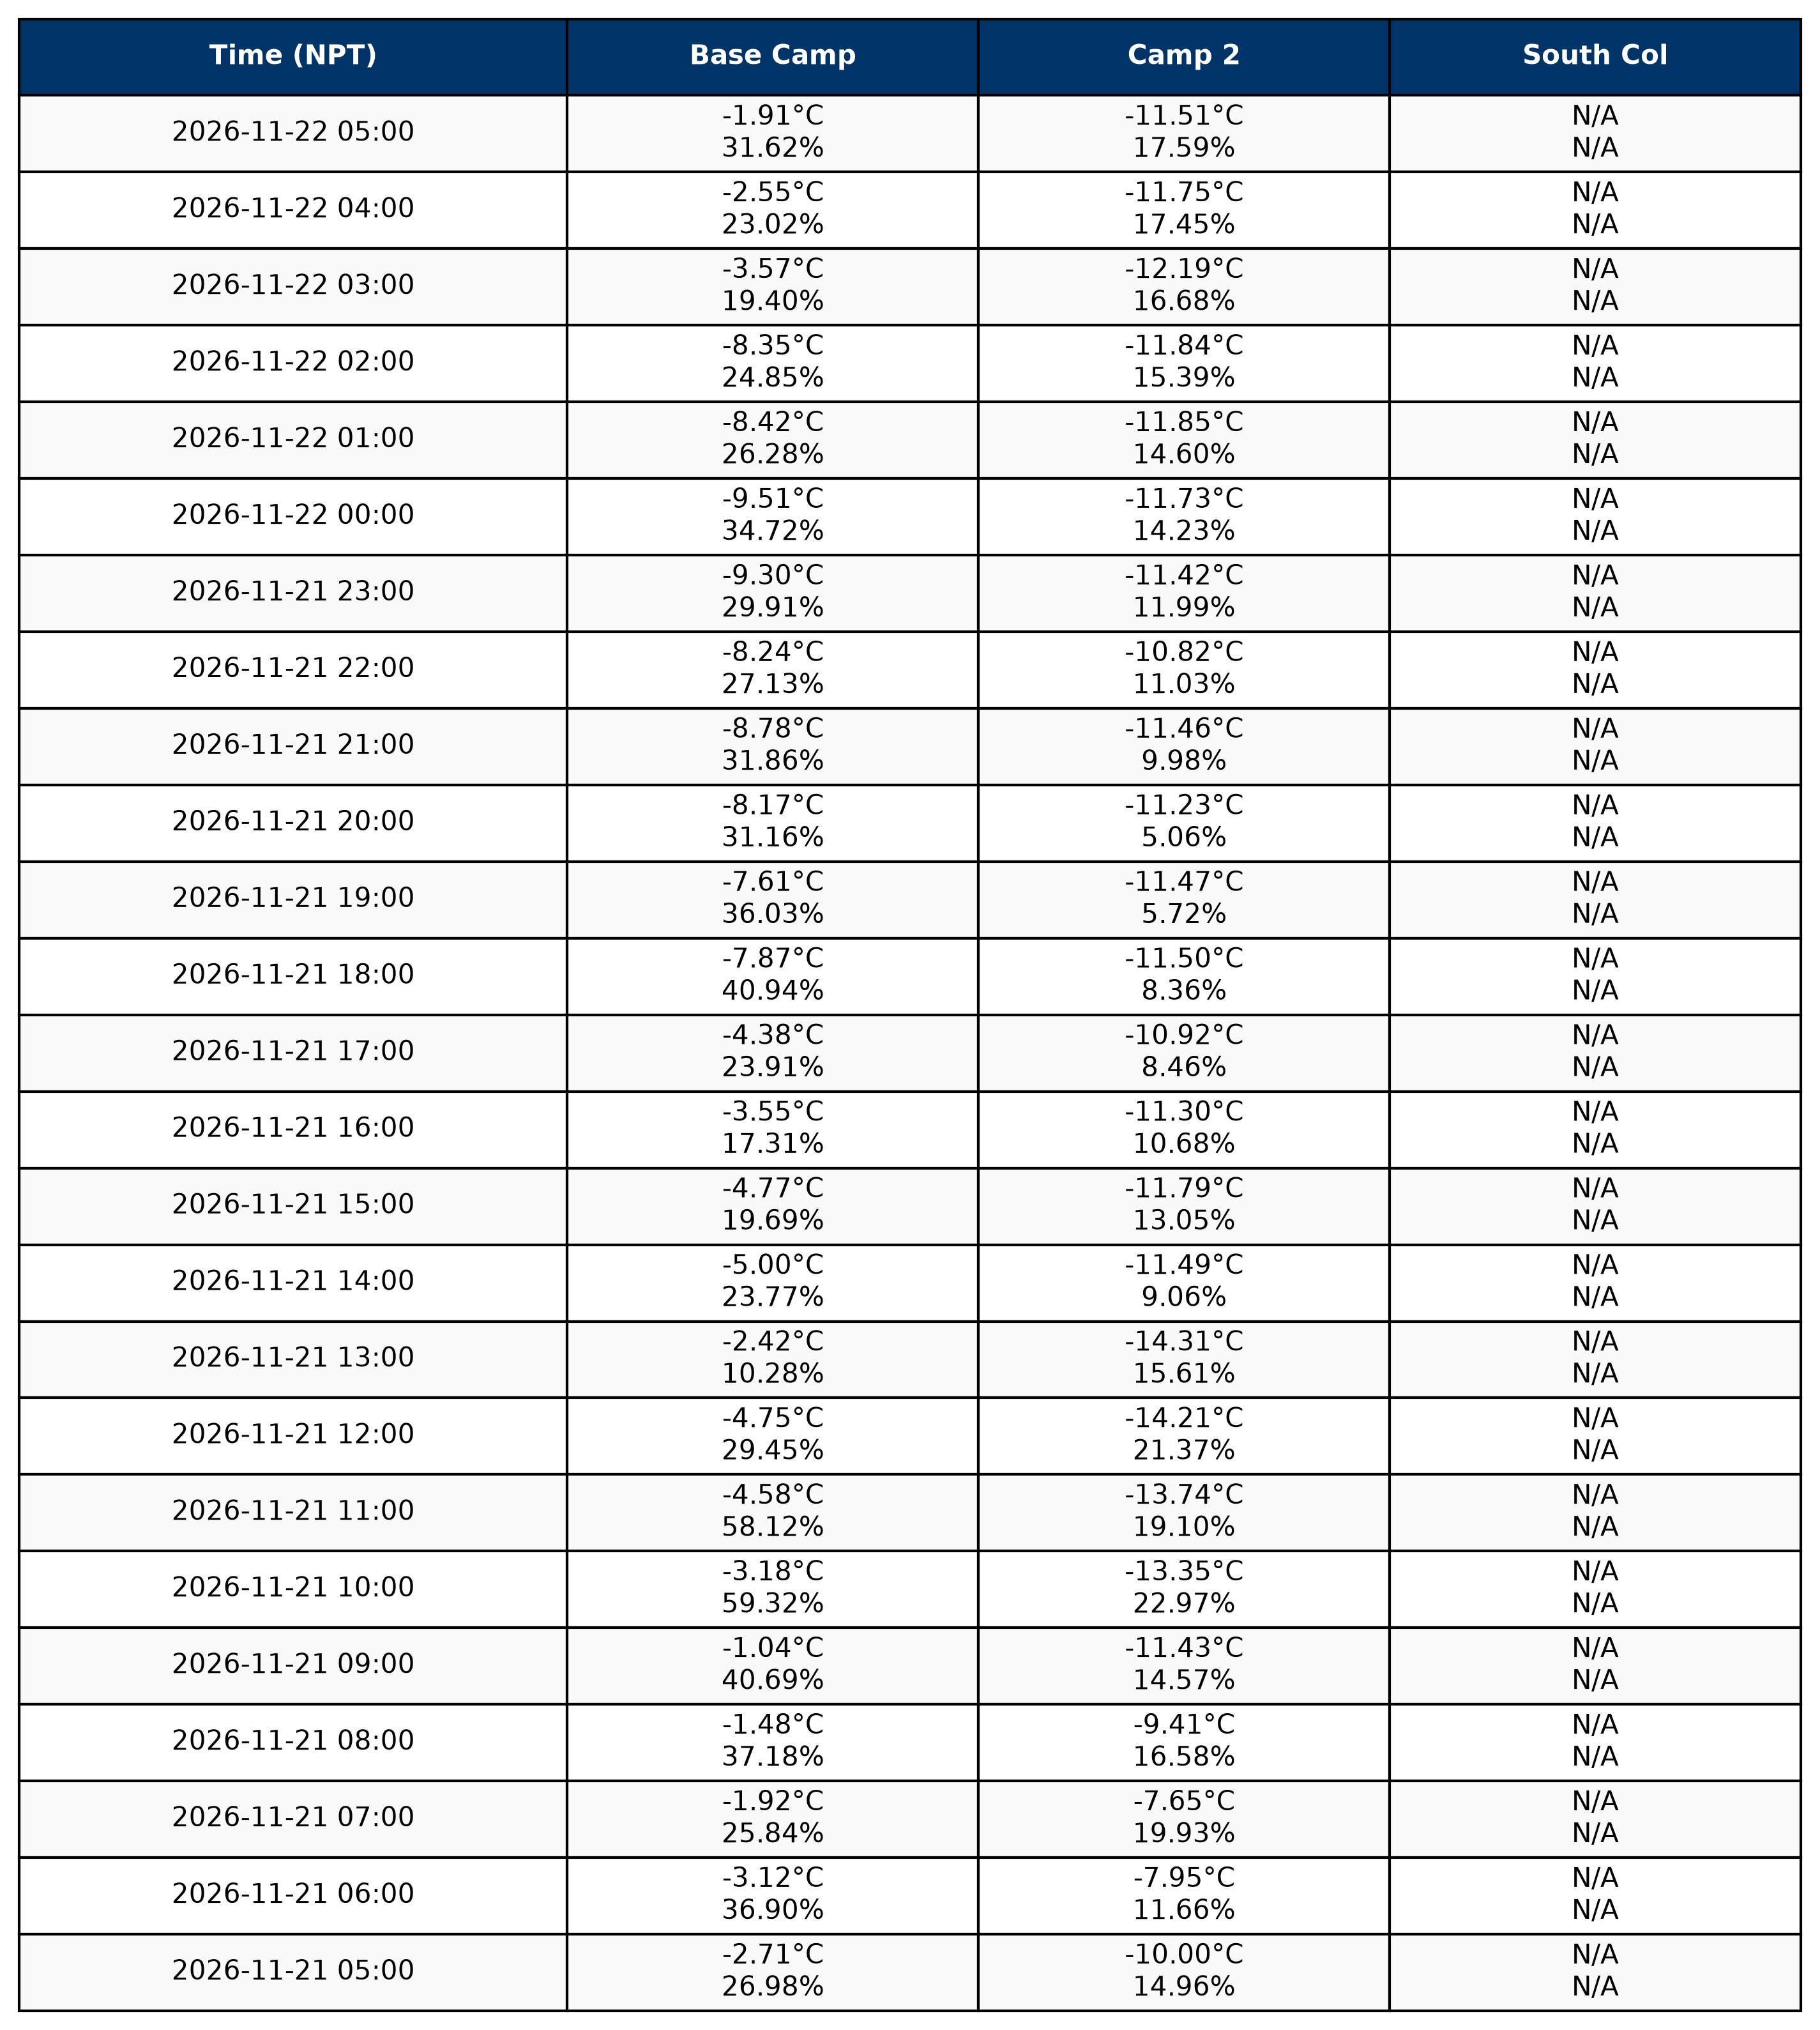 Time (NPT) Base Camp Camp 2 South Col
2026-11-22 05:00 -1.91°C -11.51°C N/A
31.62% 17.59% N/A
2026-11-22 04:00 -2.55°C -11.75°C N/A
23.02% 17.45% N/A
2026-11-22 03:00 -3.57°C -12.19°C N/A
19.40% 16.68% N/A
2026-11-22 02:00 -8.35°C -11.84°C N/A
24.85% 15.39% N/A
2026-11-22 01:00 -8.42°C -11.85°C N/A
26.28% 14.60% N/A
2026-11-22 00:00 -9.51°C -11.73°C N/A
34.72% 14.23% N/A
2026-11-21 23:00 -9.30°C -11.42°C N/A
29.91% 11.99% N/A
2026-11-21 22:00 -8.24°C -10.82°C N/A
27.13% 11.03% N/A
2026-11-21 21:00 -8.78°C -11.46°C N/A
31.86% 9.98% N/A
2026-11-21 20:00 -8.17°C -11.23°C N/A
31.16% 5.06% N/A
2026-11-21 19:00 -7.61°C -11.47°C N/A
36.03% 5.72% N/A
2026-11-21 18:00 -7.87°C -11.50°C N/A
40.94% 8.36% N/A
2026-11-21 17:00 -4.38°C -10.92°C N/A
23.91% 8.46% N/A
2026-11-21 16:00 -3.55°C -11.30°C N/A
17.31% 10.68% N/A
2026-11-21 15:00 -4.77°C -11.79°C N/A
19.69% 13.05% N/A
2026-11-21 14:00 -5.00°C -11.49°C N/A
23.77% 9.06% N/A
2026-11-21 13:00 -2.42°C -14.31°C N/A
10.28% 15.61% N/A
2026-11-21 12:00 -4.75°C -14.21°C N/A
29.45% 21.37% N/A
2026-11-21 11:00 -4.58°C -13.74°C N/A
58.12% 19.10% N/A
2026-11-21 10:00 -3.18°C -13.35°C N/A
59.32% 22.97% N/A
2026-11-21 09:00 -1.04°C -11.43°C N/A
40.69% 14.57% N/A
2026-11-21 08:00 -1.48°C -9.41°C N/A
37.18% 16.58% N/A
2026-11-21 07:00 -1.92°C -7.65°C N/A
25.84% 19.93% N/A
2026-11-21 06:00 -3.12°C -7.95°C N/A
36.90% 11.66% N/A
2026-11-21 05:00 -2.71°C -10.00°C N/A
26.98% 14.96% N/A